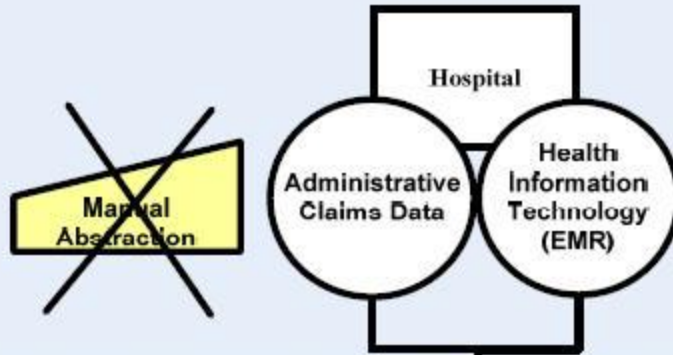 Hospital
Manual
Abstraction
Administrative
Claims Data
Health
Information
Technology
(EMR)